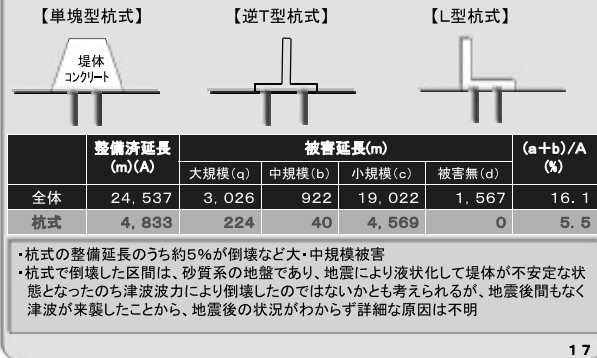 【単塊型杭式】 【逆T型杭式】 【L型杭式】
堤体
コンクリート
整備済延長 被害延長(m) (a+b)/A
(m)(A) 大規模(q) 中規模(b) 小規模(c) 被害無(d) (%)
全体 24,537 3,026 922 19,022 1,567 16.1
杭式 4,833 224 40 4,569 0 5.5
・杭式の整備延長のうち約5%が倒壊など大・中規模被害
・杭式で倒壊した区間は、砂質系の地盤であり、地震により液状化して堤体が不安定な状
態となったのち津波波力により倒壊したのではないかとも考えられるが、地震後間もなく
津波が来襲したことから、地震後の状況がわからず詳細な原因は不明
17